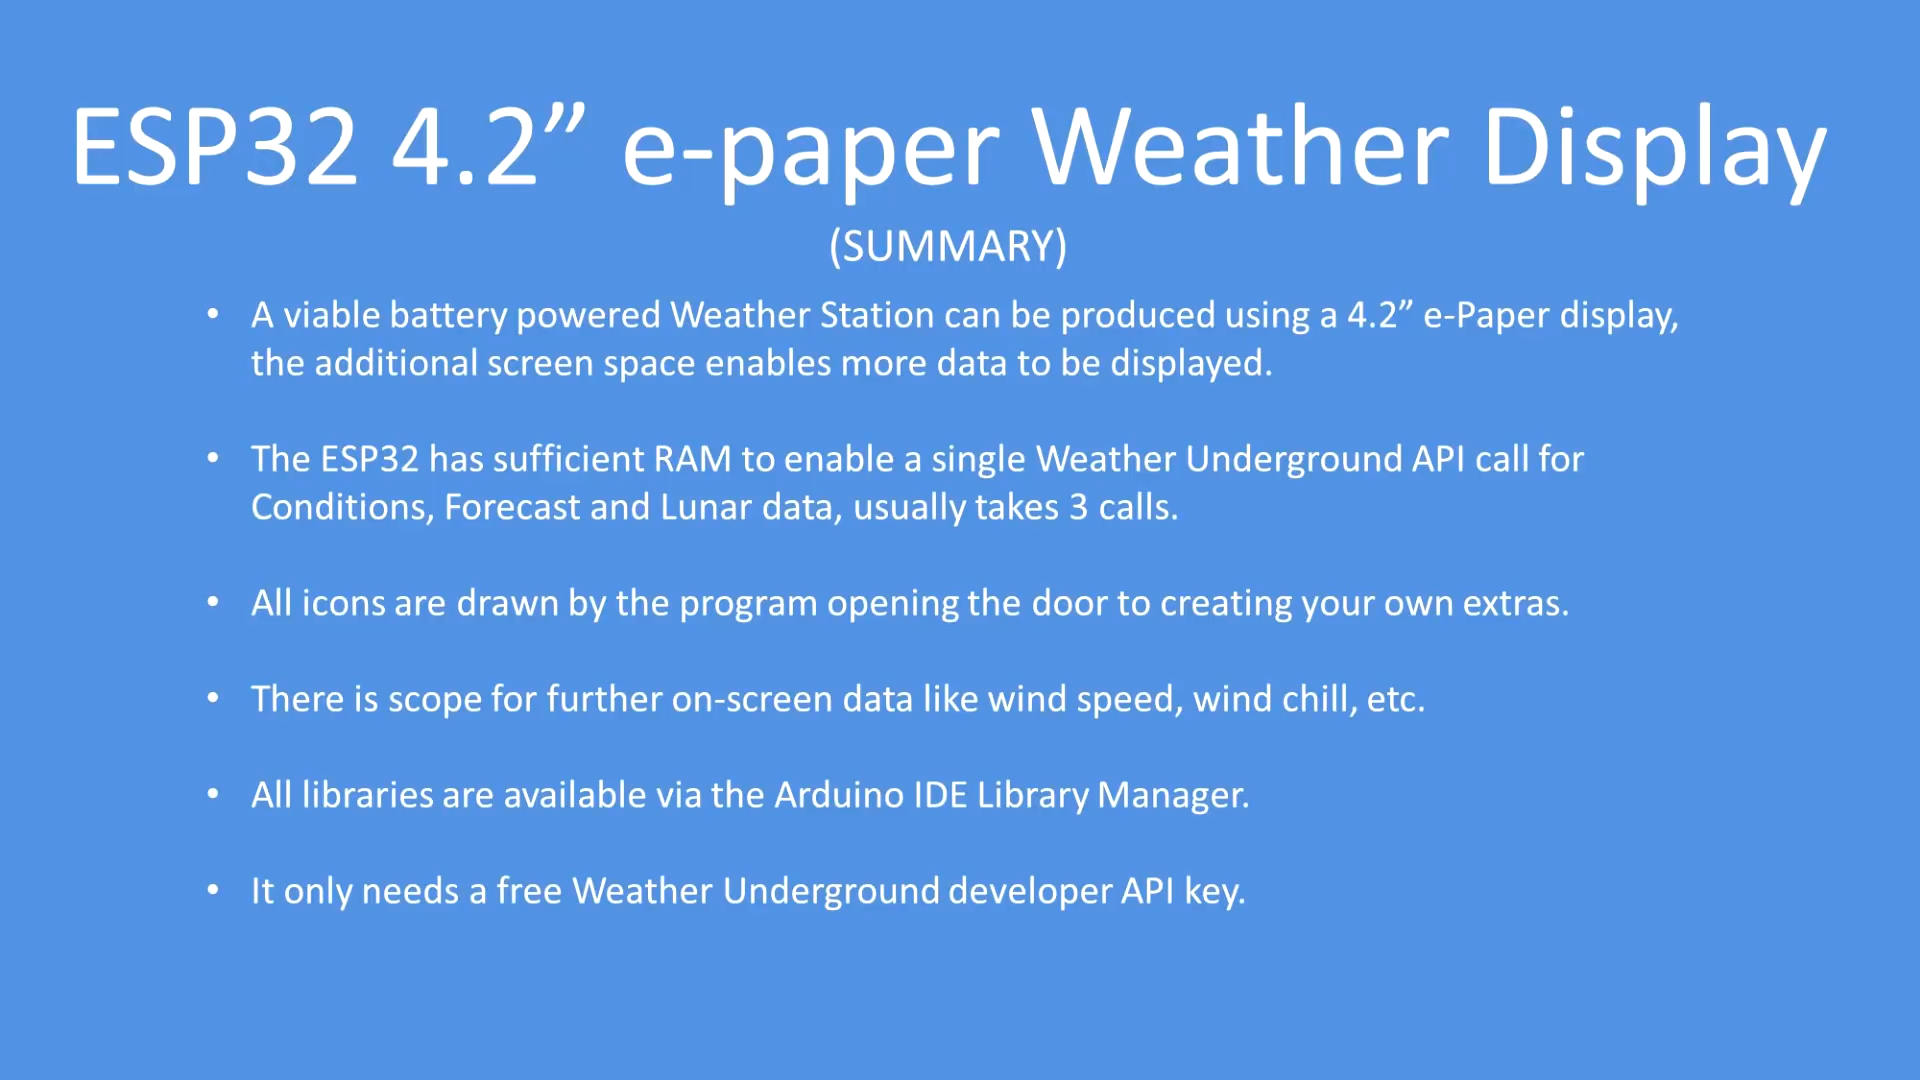 ESP32 4.2” e-paper Weather Display
(SUMMARY)
• A viable battery powered Weather Station can be produced using a 4.2” e-Paper display,
the additional screen space enables more data to be displayed.
• The ESP32 has sufficient RAM to enable a single Weather Underground API call for
Conditions, Forecast and Lunar data, usually takes 3 calls.
• All icons are drawn by the program opening the door to creating your own extras.
• There is scope for further on-screen data like wind speed, wind chill, etc.
• All libraries are available via the Arduino IDE Library Manager.
• It only needs a free Weather Underground developer API key.